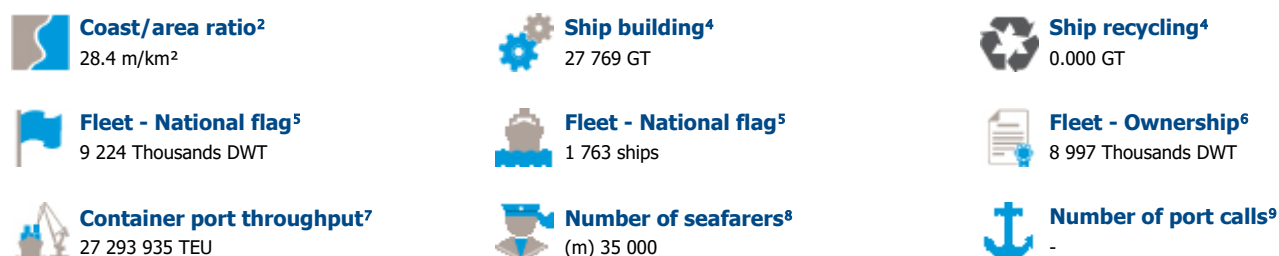 Coast/area ratio²
28.4 m/km²
Ship building⁴
27 769 GT
Ship recycling⁴
0.000 GT
Fleet - National flag⁵
9 224 Thousands DWT
Fleet - National flag⁵
1 763 ships
Fleet - Ownership⁶
8 997 Thousands DWT
Container port throughput⁷
27 293 935 TEU
Number of seafarers⁸
(m) 35 000
Number of port calls⁹
-